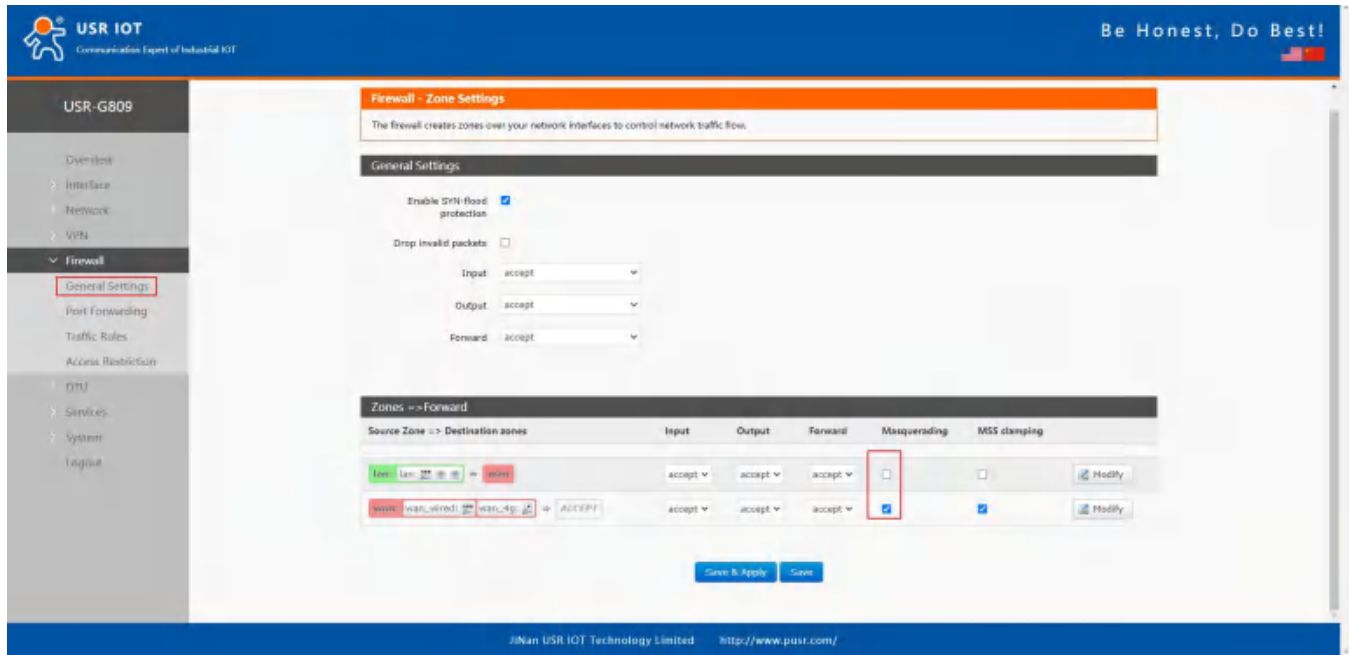 USR IOT
Communication Expert of Industrial IOT
Be Honest, Do Best!
USR-G809
Overview
Interface
Network
VPN
Firewall
General Settings
Port Forwarding
Traffic Rules
Access Restriction
DTU
Services
System
Logout
Firewall - Zone Settings
The firewall creates zones over your network interfaces to control network traffic flow.
General Settings
Enable SYN-flood
protection
Drop invalid packets
Input accept
Output accept
Forward accept
Zones =>Forward
Source Zone => Destination zones Input Output Forward Masquerading MSS clamping
lan: lan: ⇒ wan accept accept accept Modify
wan: wan_wired: wan_4g: ⇒ ACCEPT accept accept accept Modify
Save & Apply Save
JiNan USR IOT Technology Limited http://www.pusr.com/